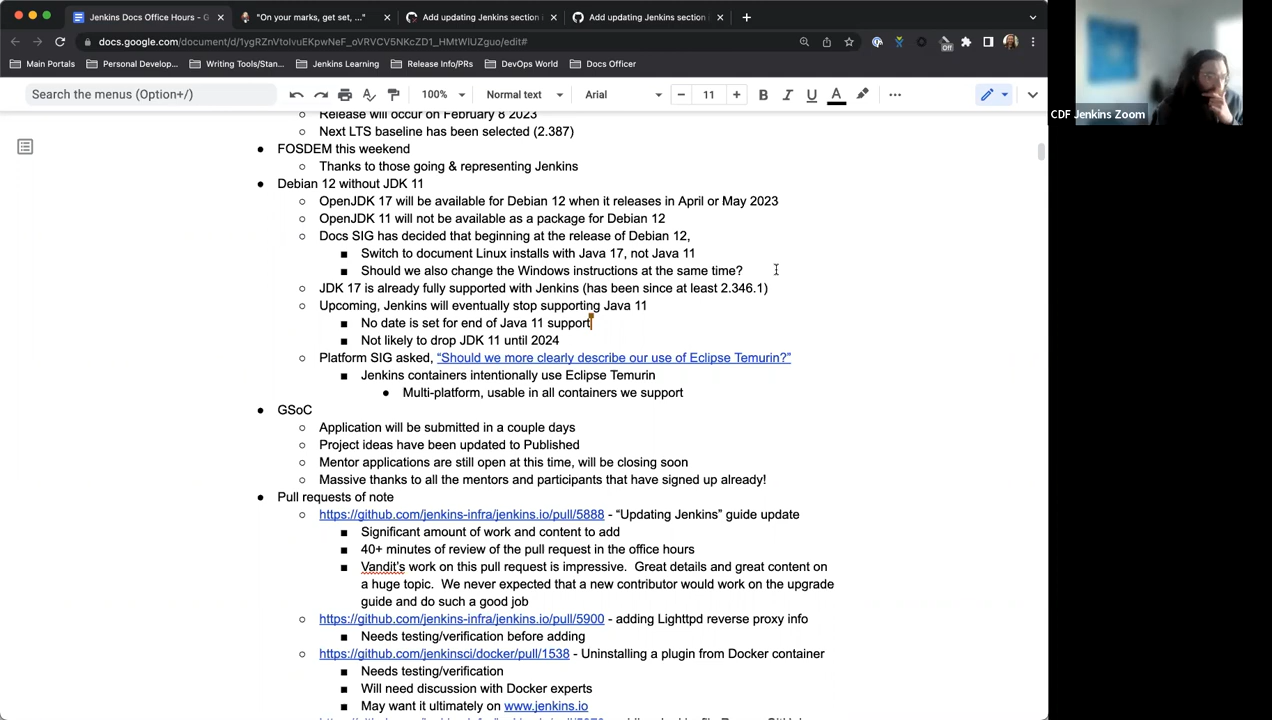 Jenkins Docs Office Hours - G
"On your marks, get set, ..."
Add updating Jenkins section i
Add updating Jenkins section i
docs.google.com/document/d/1ygRZnVtoIvuEKpwNeF_oVRVCV5NKcZD1_HMtWlUZguo/edit#
Off
Main Portals
Personal Develop...
Writing Tools/Stan...
Jenkins Learning
Release Info/PRs
DevOps World
Docs Officer
Search the menus (Option+/)
100%
Normal text
Arial
11
B I U A
CDF Jenkins Zoom
Release will occur on February 8 2023
Next LTS baseline has been selected (2.387)
FOSDEM this weekend
Thanks to those going & representing Jenkins
Debian 12 without JDK 11
OpenJDK 17 will be available for Debian 12 when it releases in April or May 2023
OpenJDK 11 will not be available as a package for Debian 12
Docs SIG has decided that beginning at the release of Debian 12,
Switch to document Linux installs with Java 17, not Java 11
Should we also change the Windows instructions at the same time?
JDK 17 is already fully supported with Jenkins (has been since at least 2.346.1)
Upcoming, Jenkins will eventually stop supporting Java 11
No date is set for end of Java 11 support
Not likely to drop JDK 11 until 2024
Platform SIG asked, “Should we more clearly describe our use of Eclipse Temurin?”
Jenkins containers intentionally use Eclipse Temurin
Multi-platform, usable in all containers we support
GSoC
Application will be submitted in a couple days
Project ideas have been updated to Published
Mentor applications are still open at this time, will be closing soon
Massive thanks to all the mentors and participants that have signed up already!
Pull requests of note
https://github.com/jenkins-infra/jenkins.io/pull/5888 - “Updating Jenkins” guide update
Significant amount of work and content to add
40+ minutes of review of the pull request in the office hours
Vandit's work on this pull request is impressive. Great details and great content on
a huge topic. We never expected that a new contributor would work on the upgrade
guide and do such a good job
https://github.com/jenkins-infra/jenkins.io/pull/5900 - adding Lighttpd reverse proxy info
Needs testing/verification before adding
https://github.com/jenkinsci/docker/pull/1538 - Uninstalling a plugin from Docker container
Needs testing/verification
Will need discussion with Docker experts
May want it ultimately on www.jenkins.io